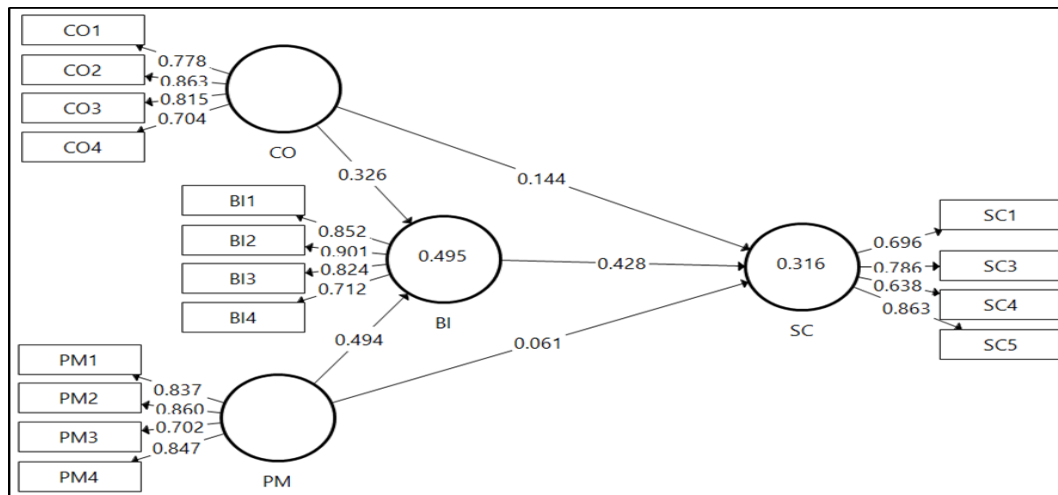 CO1
CO2
CO3
CO4
0.778
0.863
0.815
0.704
CO
0.326
0.144
BI1
BI2
BI3
BI4
0.852
0.901
0.824
0.712
0.495
BI
0.428
0.494
0.061
0.316
SC
0.696
0.786
0.638
0.863
SC1
SC3
SC4
SC5
PM1
PM2
PM3
PM4
0.837
0.860
0.702
0.847
PM